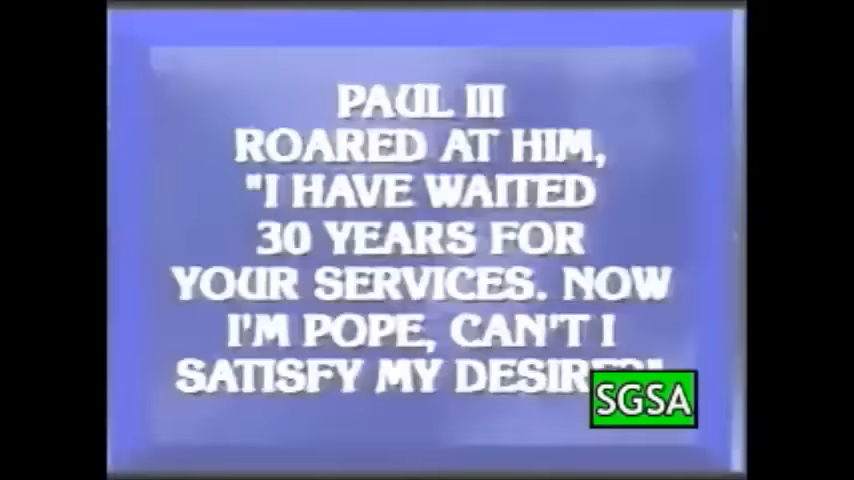 PAUL III
ROARED AT HIM,
"I HAVE WAITED
30 YEARS FOR
YOUR SERVICES. NOW
I'M POPE, CAN'T I
SATISFY MY
SGSA